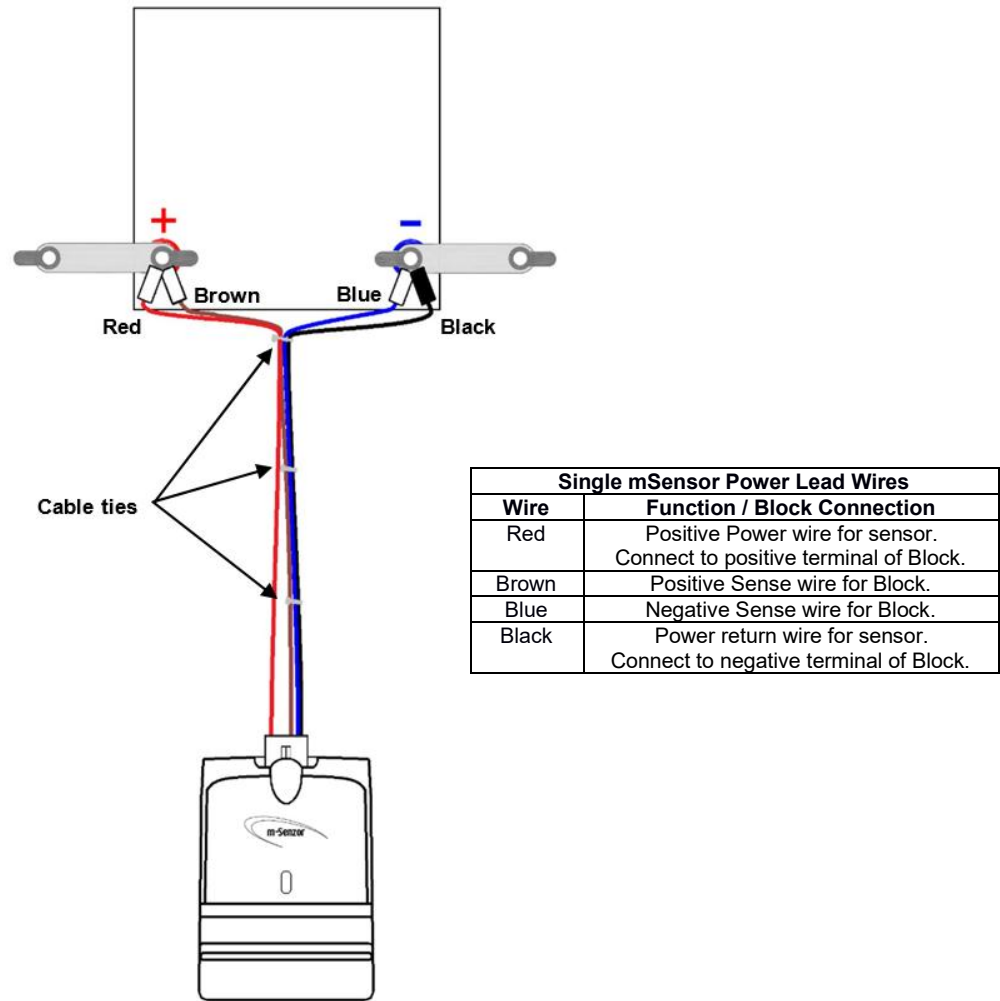 +
−
Brown
Blue
Red
Black
Cable ties
Single mSensor Power Lead Wires
Wire Function / Block Connection
Red Positive Power wire for sensor.
Connect to positive terminal of Block.
Brown Positive Sense wire for Block.
Blue Negative Sense wire for Block.
Black Power return wire for sensor.
Connect to negative terminal of Block.
m-Senzor